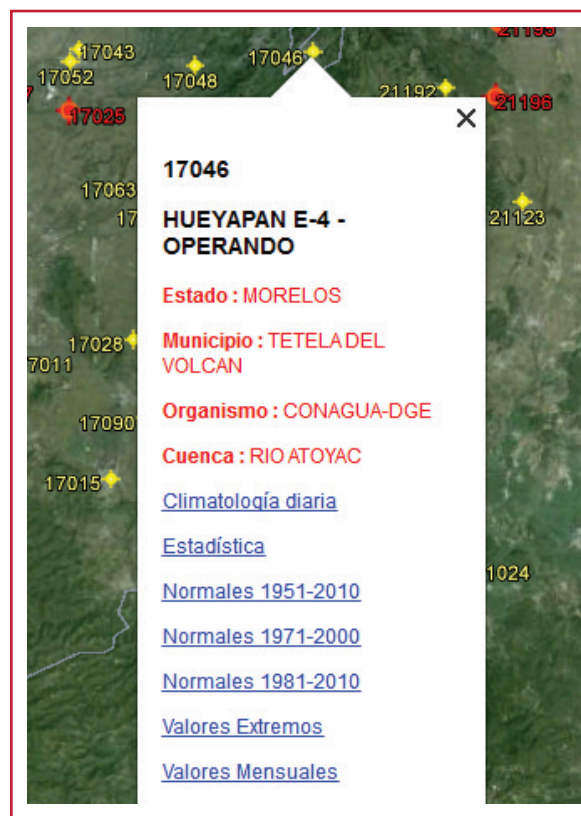 21195
17043
17046
17052
17048
21192
21196
17025
17063
17
21123
17028
7011
17090
17015
1024
17046
HUEYAPAN E-4 -
OPERANDO
Estado : MORELOS
Municipio : TETELA DEL
VOLCAN
Organismo : CONAGUA-DGE
Cuenca : RIO ATOYAC
Climatología diaria
Estadística
Normales 1951-2010
Normales 1971-2000
Normales 1981-2010
Valores Extremos
Valores Mensuales